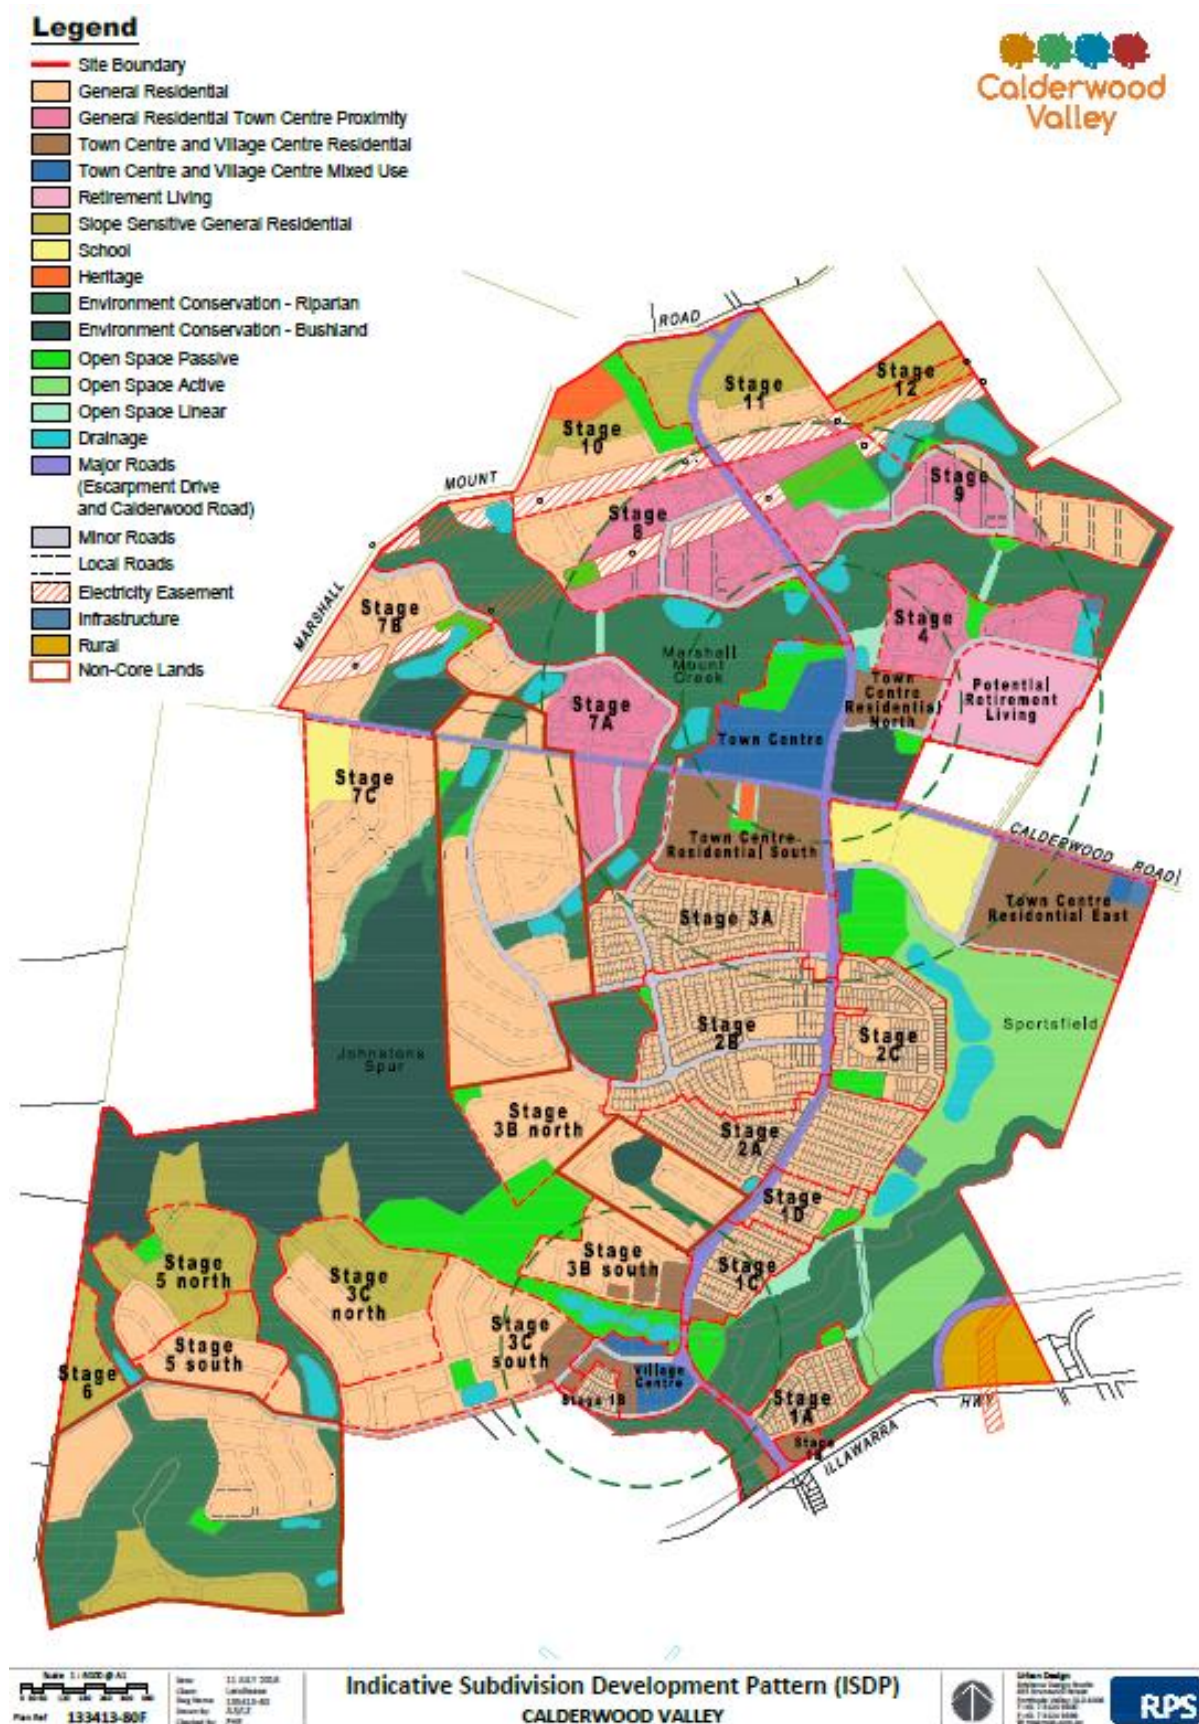 Legend
Site Boundary
General Residential
General Residential Town Centre Proximity
Town Centre and Village Centre Residential
Town Centre and Village Centre Mixed Use
Retirement Living
Slope Sensitive General Residential
School
Heritage
Environment Conservation - Riparian
Environment Conservation - Bushland
Open Space Passive
Open Space Active
Open Space Linear
Drainage
Major Roads
(Escarpment Drive
and Calderwood Road)
Minor Roads
Local Roads
Electricity Easement
Infrastructure
Rural
Non-Core Lands
Calderwood
Valley
ROAD
MOUNT
MARSHALL
Stage
11
Stage
12
Stage
10
Stage
9
Stage
8
Stage
7B
Stage
4
Marshall
Mount
Creek
Town
Centre
Residential
North
Potential
Retirement
Living
Stage
7A
Town Centre
Stage
7C
CALDERWOOD ROAD
Town Centre-
Residential South
Town Centre
Residential East
Stage 3A
Stage
2B
Stage
2C
Sportsfield
Johnstons
Spur
Stage
3B north
Stage
2A
Stage
1D
Stage
5 north
Stage
3C
north
Stage
3B south
Stage
1C
Stage
5 south
Stage
3C
south
Stage
6
Village
Centre
Stage 1B
Stage
1A
Stage
ILLAWARRA HWY
Plan Ref 133413-80F
Indicative Subdivision Development Pattern (ISDP)
CALDERWOOD VALLEY
Urban Design
RPS